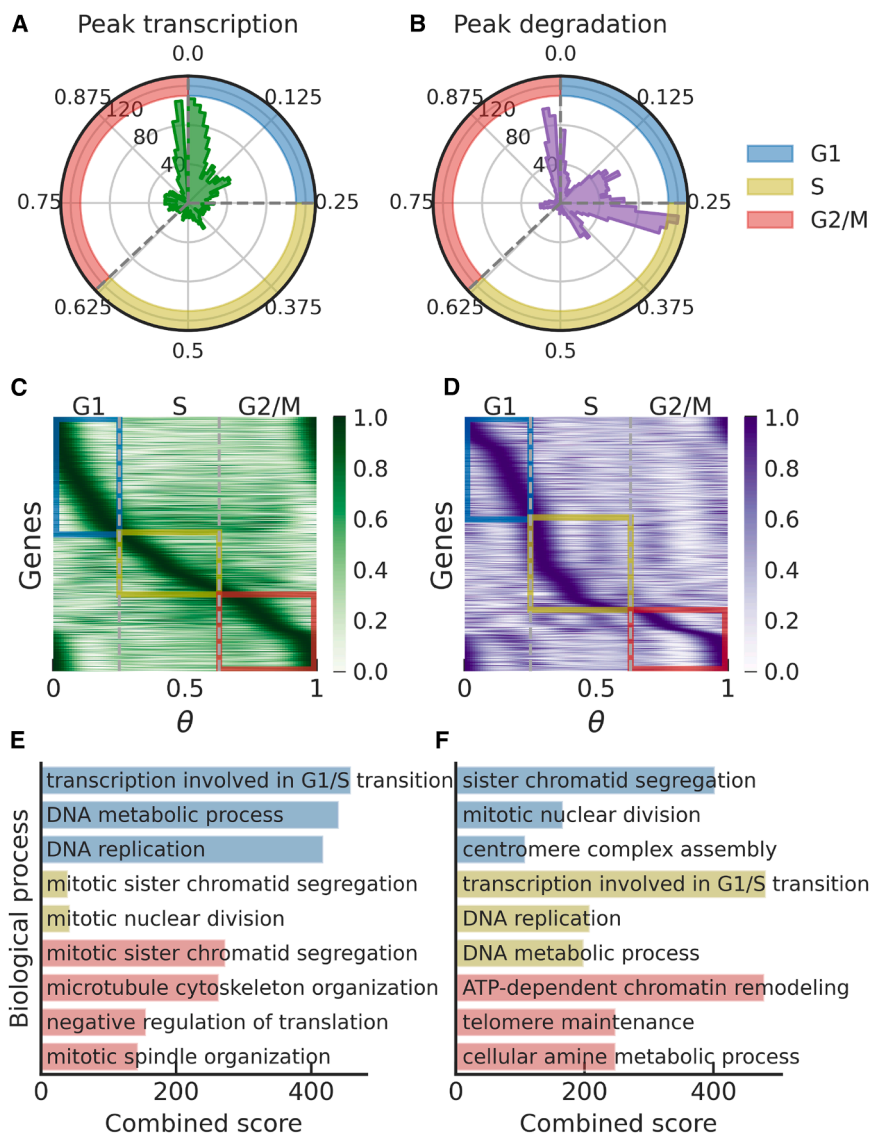 A Peak transcription
B Peak degradation
0.0
0.0
0.875
0.125
0.875
0.125
120
80
40
120
80
40
0.75
0.25
0.75
0.25
0.625
0.375
0.625
0.375
0.5
0.5
G1
S
G2/M
C
D
G1 S G2/M
G1 S G2/M
Genes
1.0
0.8
0.6
0.4
0.2
0.0
Genes
1.0
0.8
0.6
0.4
0.2
0.0
0 0.5 1
0 0.5 1
θ
θ
E
F
Biological process
transcription involved in G1/S transition
DNA metabolic process
DNA replication
mitotic sister chromatid segregation
mitotic nuclear division
mitotic sister chromatid segregation
microtubule cytoskeleton organization
negative regulation of translation
mitotic spindle organization
0 200 400
Combined score
sister chromatid segregation
mitotic nuclear division
centromere complex assembly
transcription involved in G1/S transition
DNA replication
DNA metabolic process
ATP-dependent chromatin remodeling
telomere maintenance
cellular amine metabolic process
0 200 400
Combined score